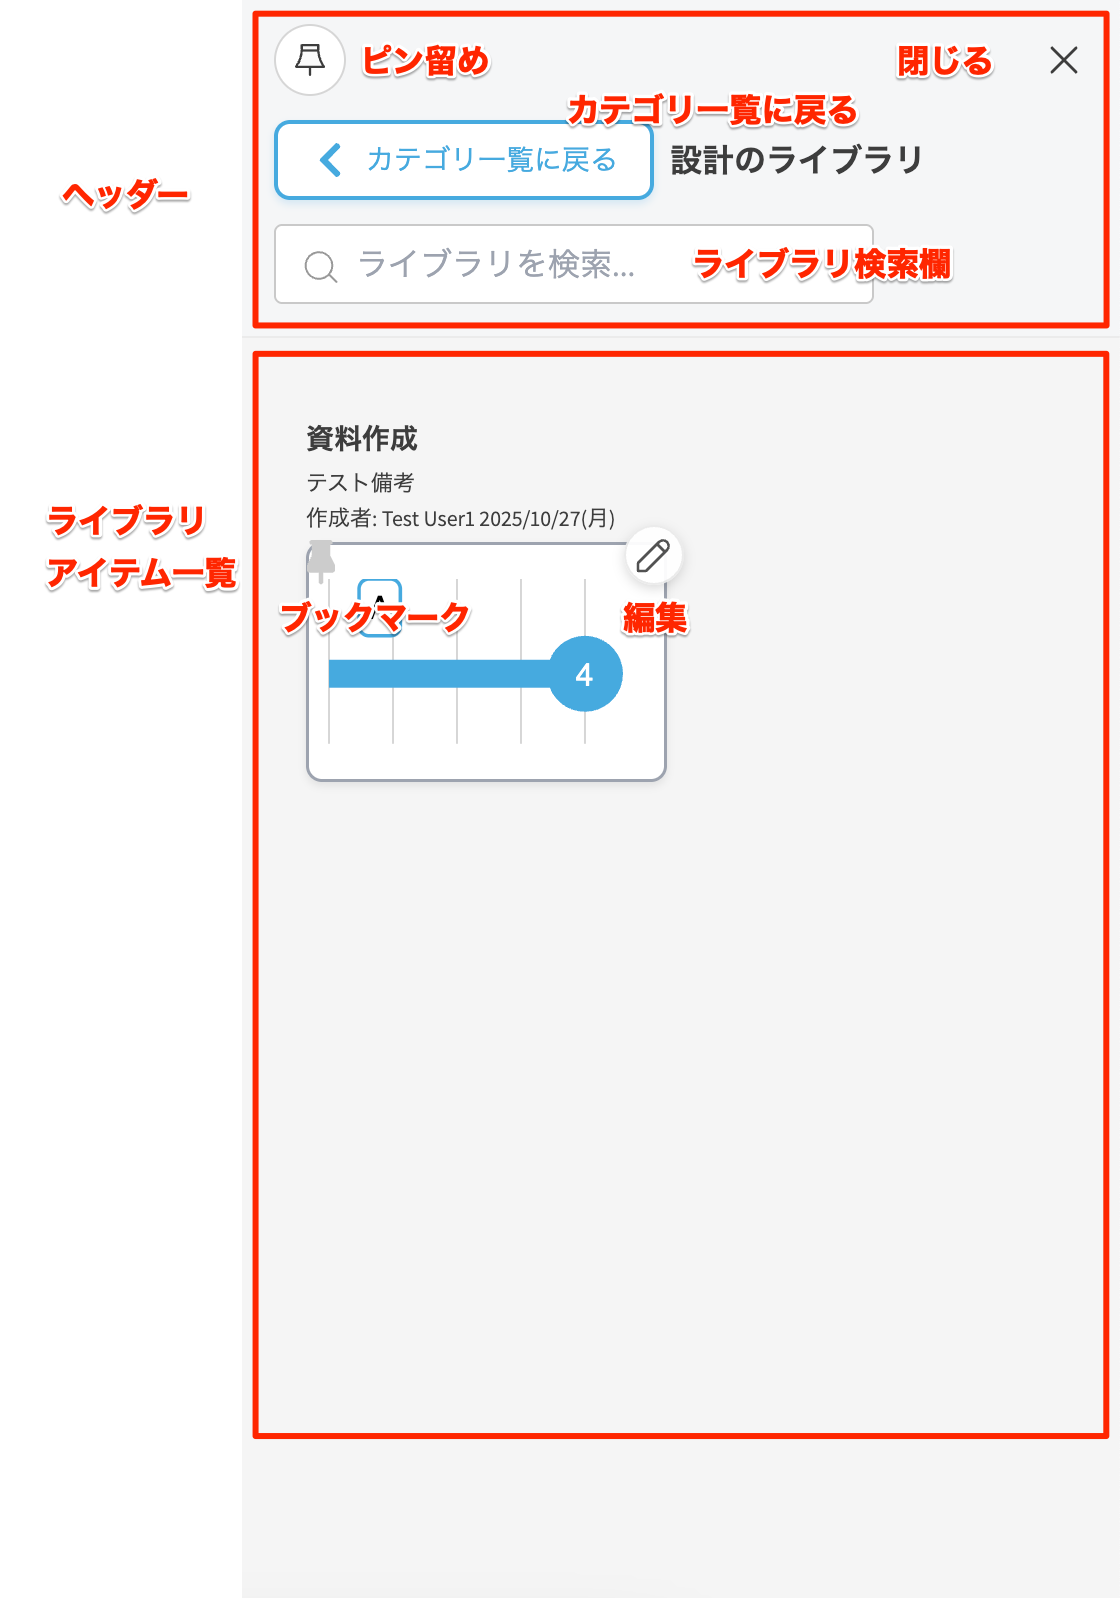 ピン留め
閉じる
カテゴリ一覧に戻る
カテゴリ一覧に戻る 設計のライブラリ
ヘッダー
ライブラリを検索... ライブラリ検索欄
資料作成
テスト備考
作成者: Test User1 2025/10/27(月)
ライブラリ
アイテム一覧
A
ブックマーク
編集
4